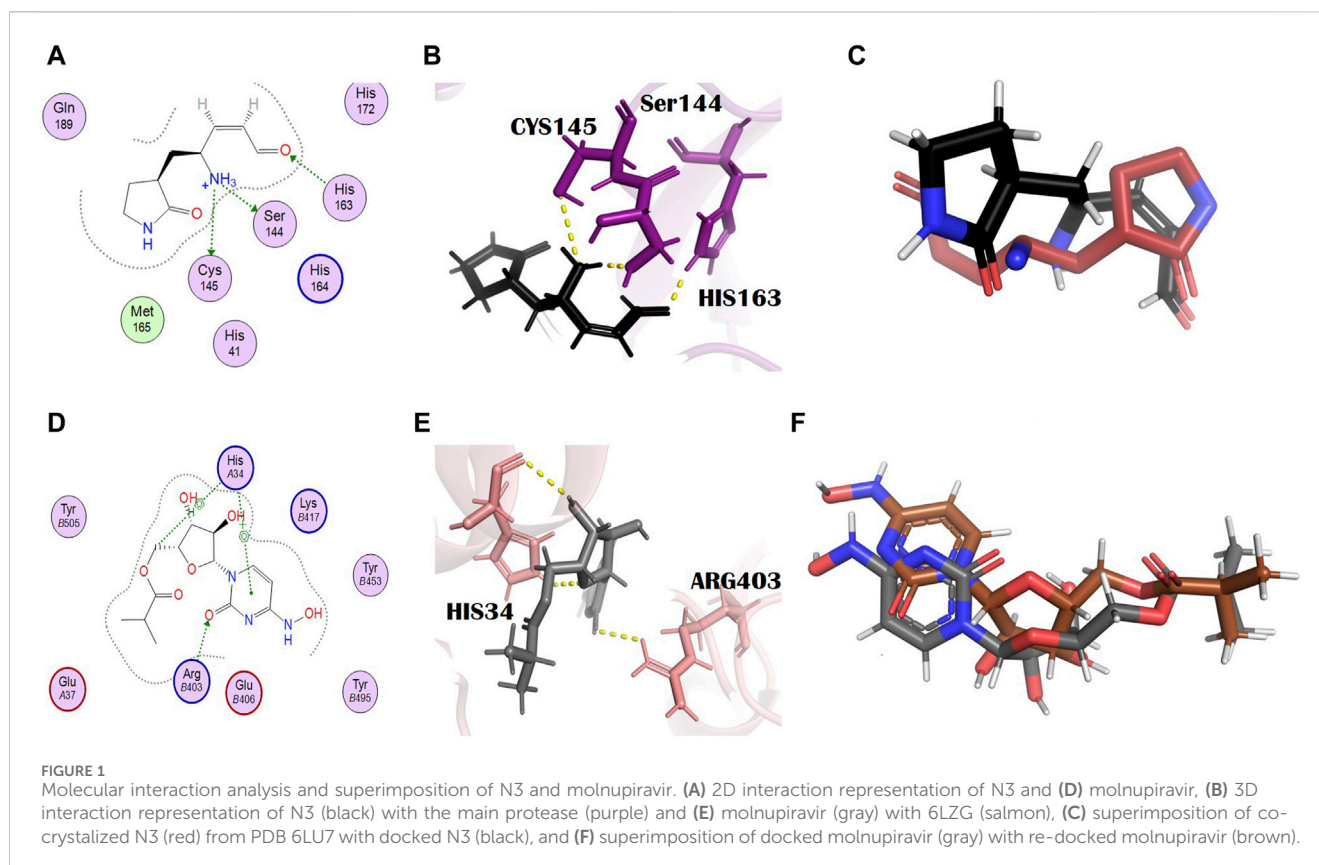 A
B
C
Gln
189
H
H
His
172
O
NH3
+
His
163
Ser
144
O
N
H
Cys
145
His
164
Met
165
His
41
CYS145
Ser144
HIS163
D
E
F
His
A34
Tyr
B505
OH
H
OH
Lys
B417
O
O
N
Tyr
B453
O
O
N
N
H
OH
Glu
A37
Arg
B403
Glu
B406
Tyr
B495
HIS34
ARG403
FIGURE 1
Molecular interaction analysis and superimposition of N3 and molnupiravir. (A) 2D interaction representation of N3 and (D) molnupiravir, (B) 3D
interaction representation of N3 (black) with the main protease (purple) and (E) molnupiravir (gray) with 6LZG (salmon), (C) superimposition of co-
crystalized N3 (red) from PDB 6LU7 with docked N3 (black), and (F) superimposition of docked molnupiravir (gray) with re-docked molnupiravir (brown).